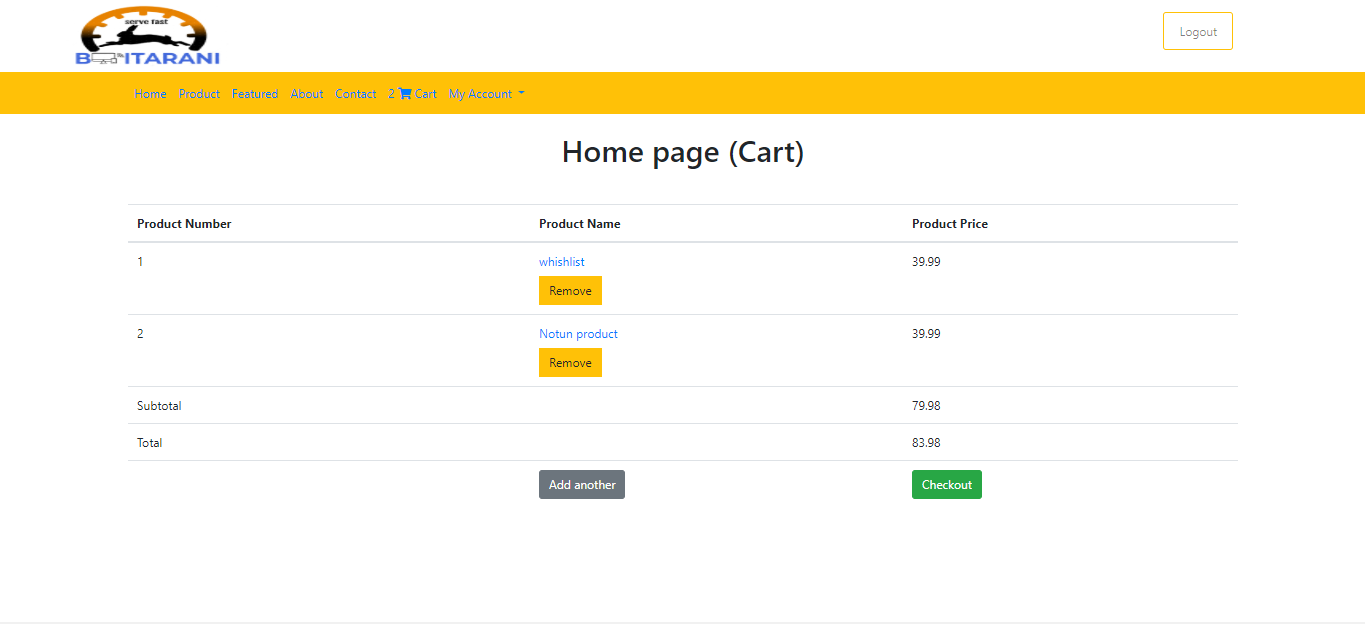 serve fast
Logout
Home Product Featured About Contact 2 Cart My Account
Home page (Cart)
Product Number Product Name Product Price
1 whishlist 39.99
Remove
2 Notun product 39.99
Remove
Subtotal 79.98
Total 83.98
Add another Checkout